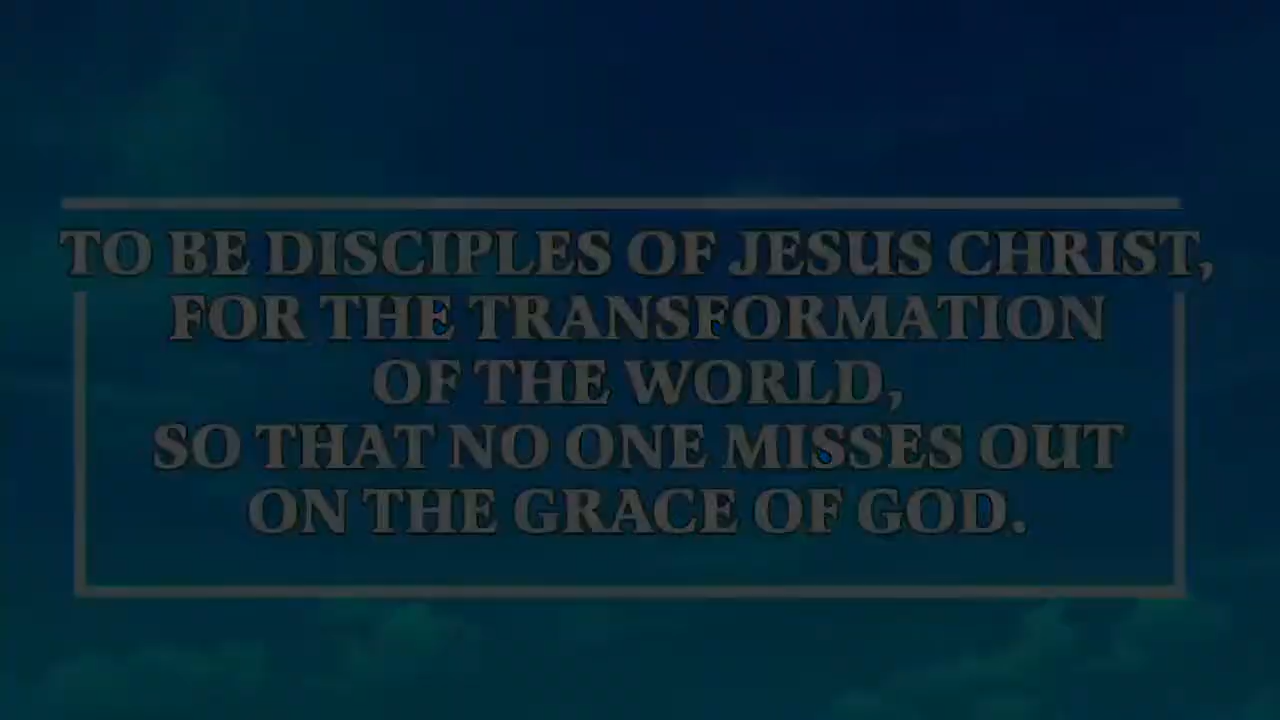 TO BE DISCIPLES OF JESUS CHRIST,
FOR THE TRANSFORMATION
OF THE WORLD,
SO THAT NO ONE MISSES OUT
ON THE GRACE OF GOD.